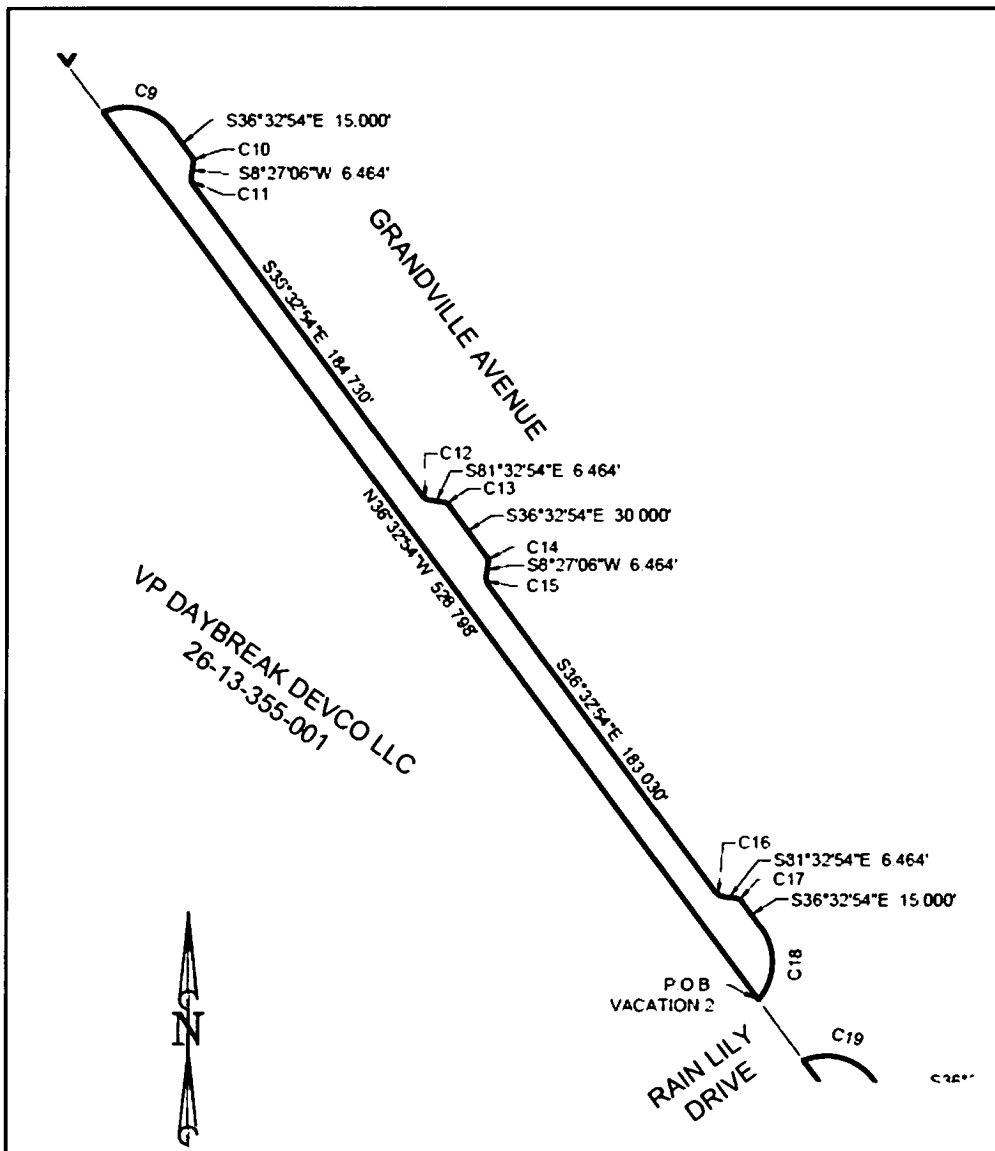 C9
S36°32'54"E 15.000'
C10
S8°27'06"W 6.464'
C11
GRANDVILLE AVENUE
S36°32'54"E 184.730'
C12
S81°32'54"E 6.464'
C13
S36°32'54"E 30.000'
N36°32'54"W 528.798'
C14
S8°27'06"W 6.464'
C15
VP DAYBREAK DEVCO LLC
26-13-355-001
S36°32'54"E 183.030'
C16
S81°32'54"E 6.464'
C17
S36°32'54"E 15.000'
C18
P O B
VACATION 2
N
RAIN LILY
DRIVE
C19